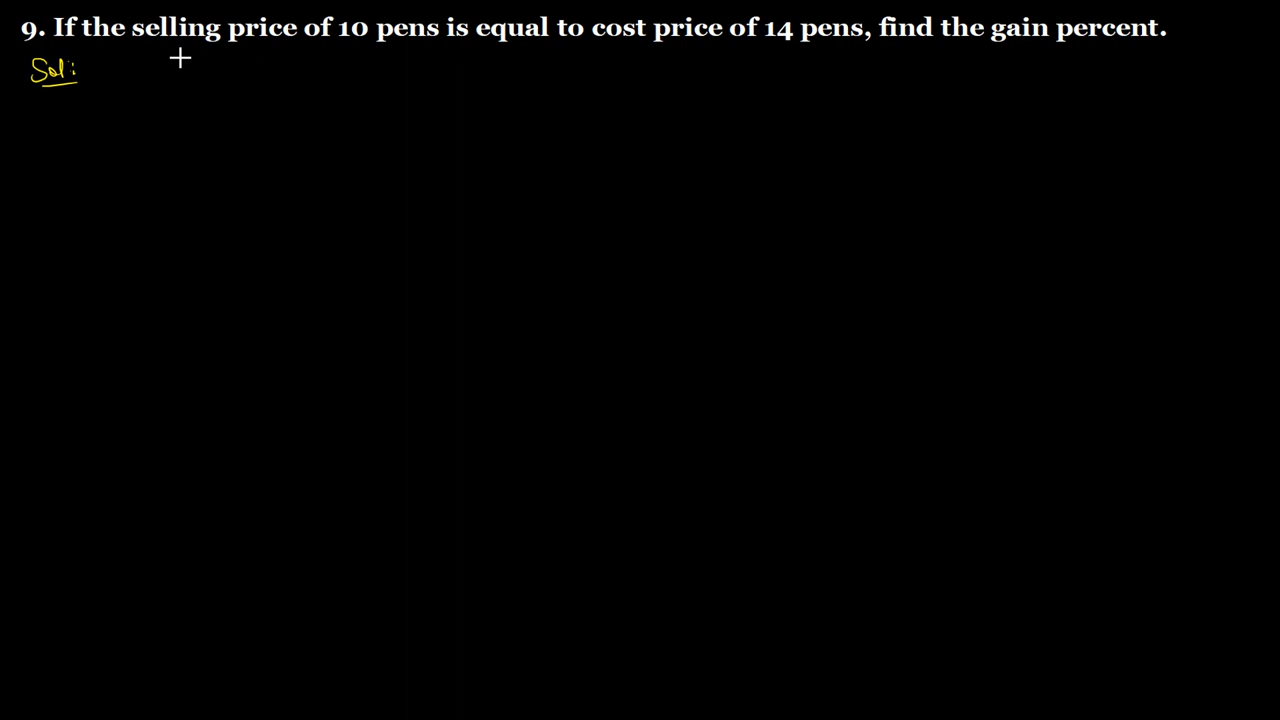 9. If the selling price of 10 pens is equal to cost price of 14 pens, find the gain percent.
Sol: